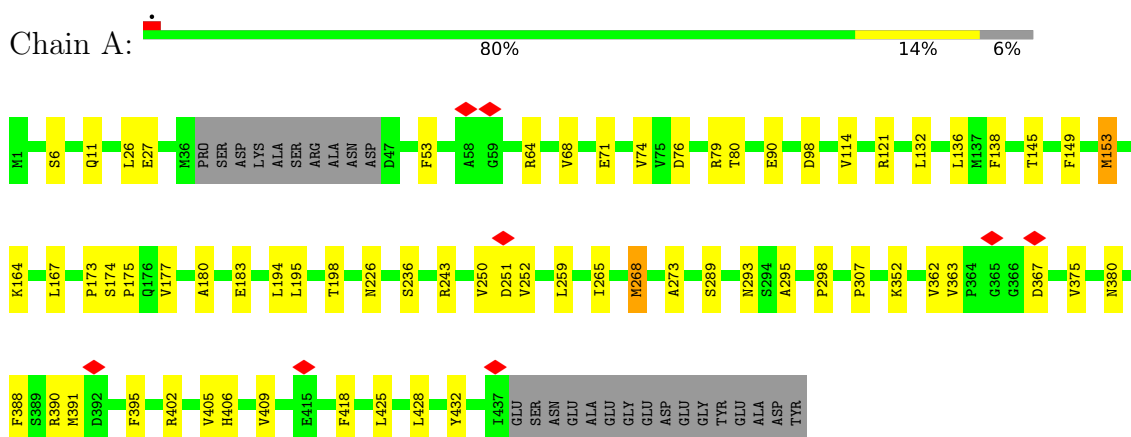 Chain A:
80% 14% 6%
M1 S6 Q11 L26 E27 M36 PRO SER ASP LYS ALA SER ARG ALA ASN ASP D47 F53 A58 G59 R64 V68 E71 V74 V75 D76 R79 T80 E90 D98 V114 R121 L132 L136 M137 F138 T145 F149 M153
K164 L167 P173 S174 P175 Q176 V177 A180 E183 L194 L195 T198 N226 S236 R243 V250 D251 V252 L259 I265 M268 A273 S289 N293 S294 A295 P298 P307 K352 V362 V363 P364 G365 G366 D367 V375 N380
F388 S389 R390 M391 D392 F395 R402 V405 H406 V409 E415 F418 L425 L428 Y432 I437 GLU SER ASN GLU ALA GLU GLY GLU ASP GLU GLY TYR GLU ALA ASP TYR